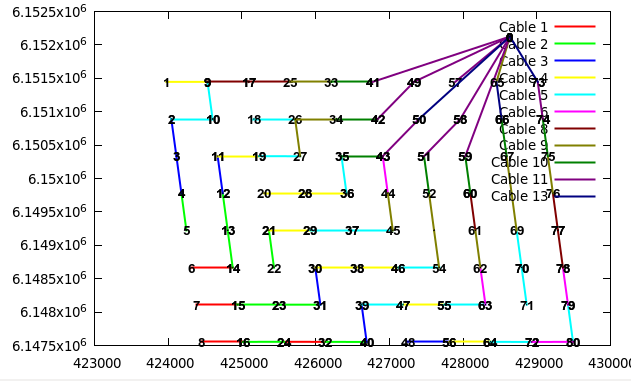 6.1525x10^6
Cable 1
6.152x10^6
Cable 2
Cable 3
6.1515x10^6
1 9 17 25 33 41 49 57 65 73
Cable 4
Cable 5
6.151x10^6
2 10 18 26 34 42 50 58 66 74
Cable 6
Cable 8
6.1505x10^6
3 11 19 27 35 43 51 59 67 75
Cable 9
Cable 10
6.15x10^6
Cable 11
4 12 20 28 36 44 52 60 76
Cable 13
6.1495x10^6
5 13 21 29 37 45 61 69 77
6.149x10^6
6 14 22 30 38 46 54 62 70 78
6.1485x10^6
7 15 23 31 39 47 55 63 71 79
6.148x10^6
8 16 24 32 40 48 56 64 72 80
6.1475x10^6
423000 424000 425000 426000 427000 428000 429000 43000